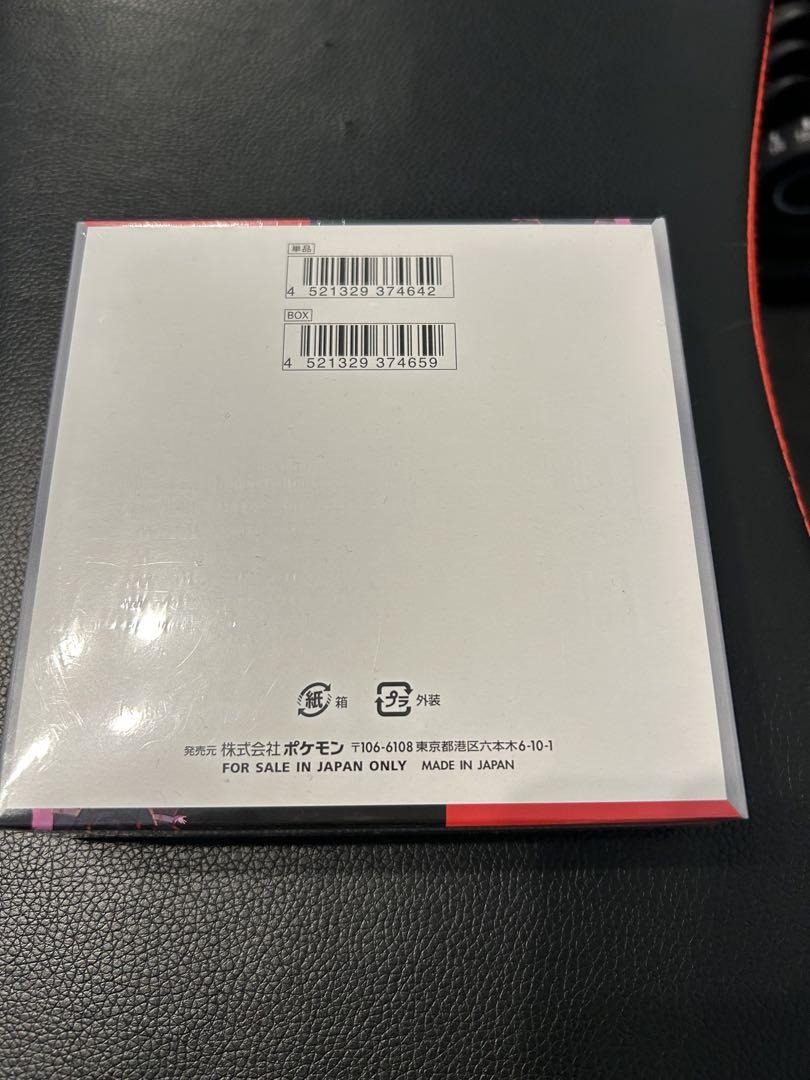 単品
4 521329 374642
BOX
4 521329 374659
紙 箱 プラ 外装
発売元 株式会社ポケモン 〒106-6108 東京都港区六本木6-10-1
FOR SALE IN JAPAN ONLY MADE IN JAPAN